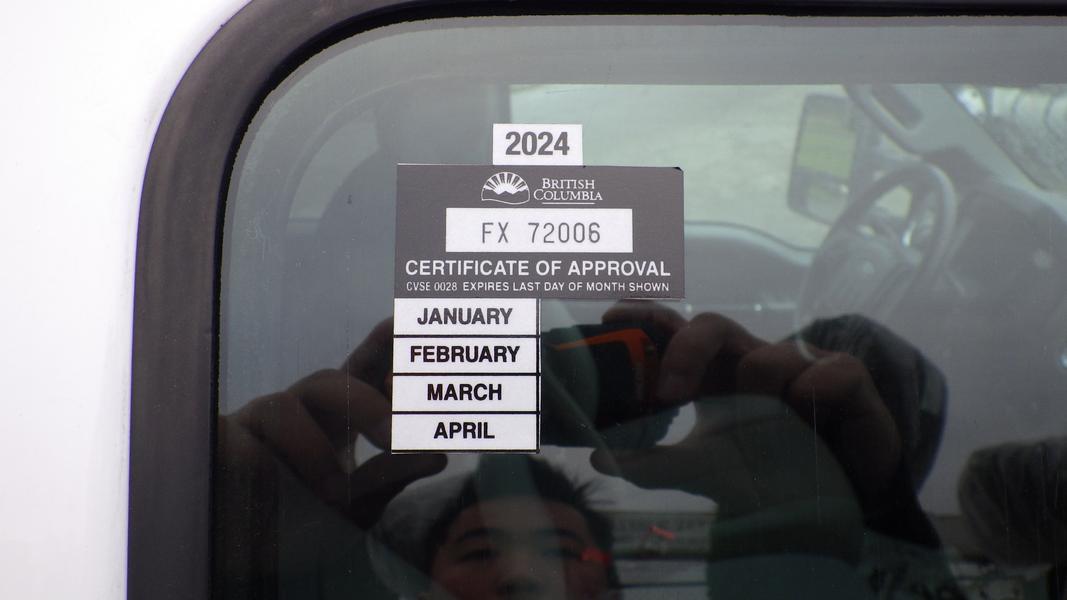 2024
BRITISH
COLUMBIA
FX 72006
CERTIFICATE OF APPROVAL
CVSE 0028 EXPIRES LAST DAY OF MONTH SHOWN
JANUARY
FEBRUARY
MARCH
APRIL